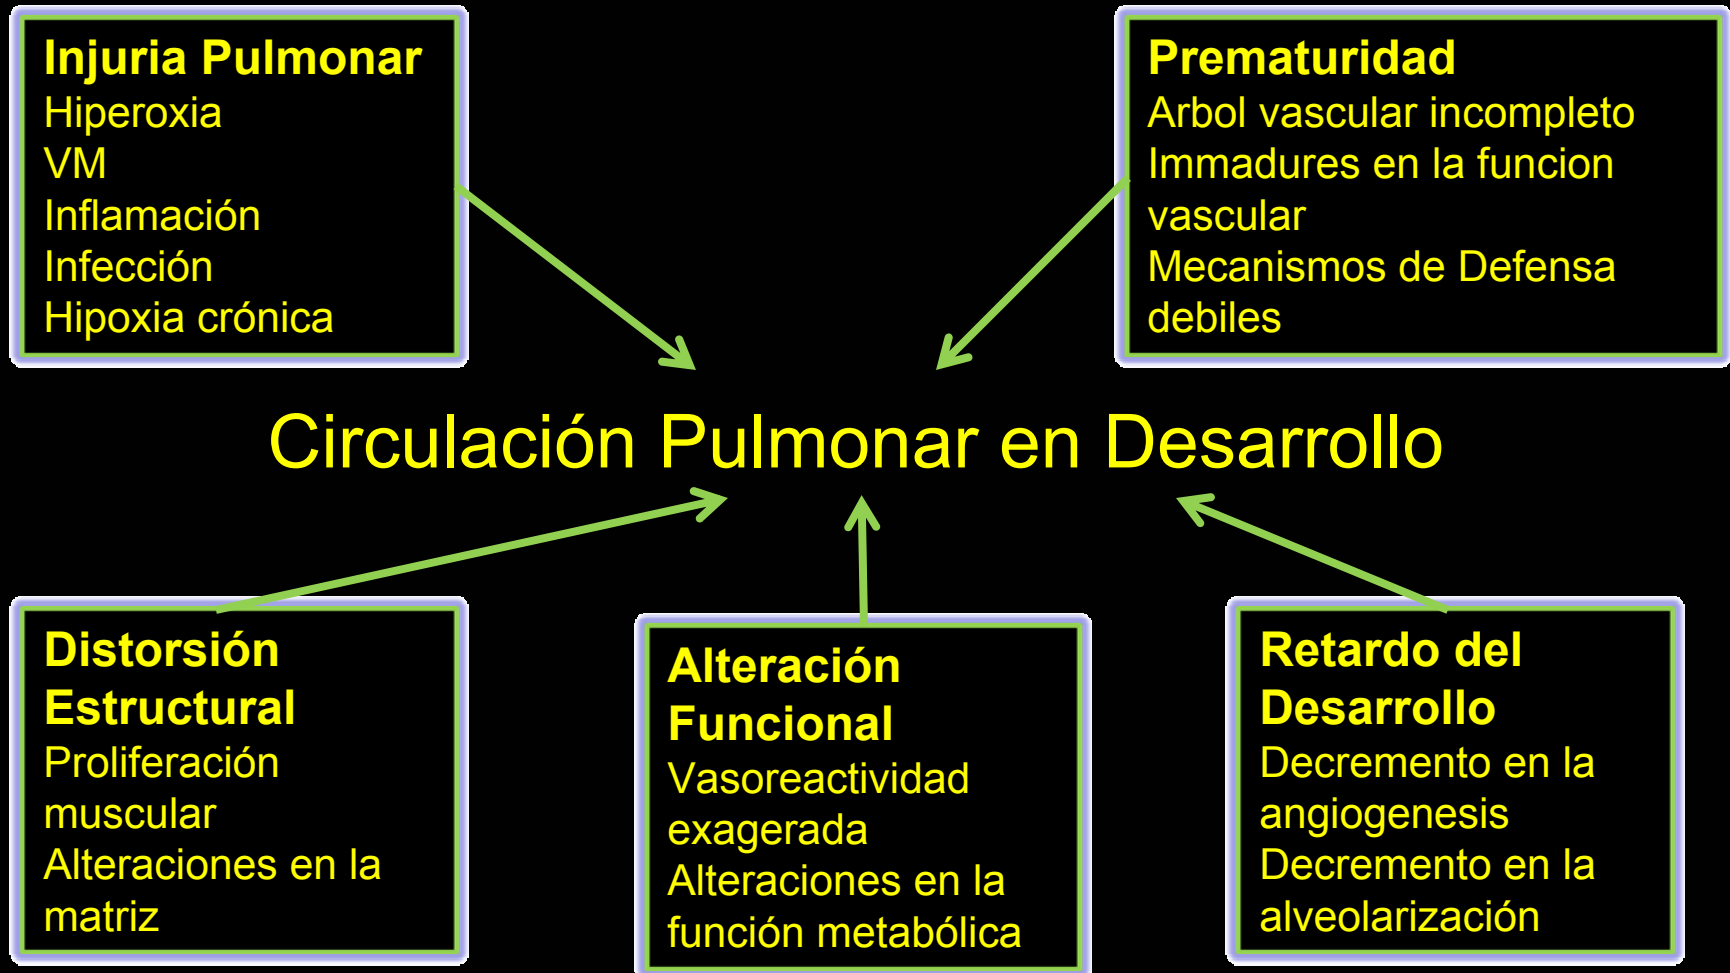 Injuria Pulmonar
Hiperoxia
VM
Inflamación
Infección
Hipoxia crónica
Prematuridad
Arbol vascular incompleto
Immadures en la funcion
vascular
Mecanismos de Defensa
debiles
Circulación Pulmonar en Desarrollo
Distorsión
Estructural
Proliferación
muscular
Alteraciones en la
matriz
Alteración
Funcional
Vasoreactividad
exagerada
Alteraciones en la
función metabólica
Retardo del
Desarrollo
Decremento en la
angiogenesis
Decremento en la
alveolarización